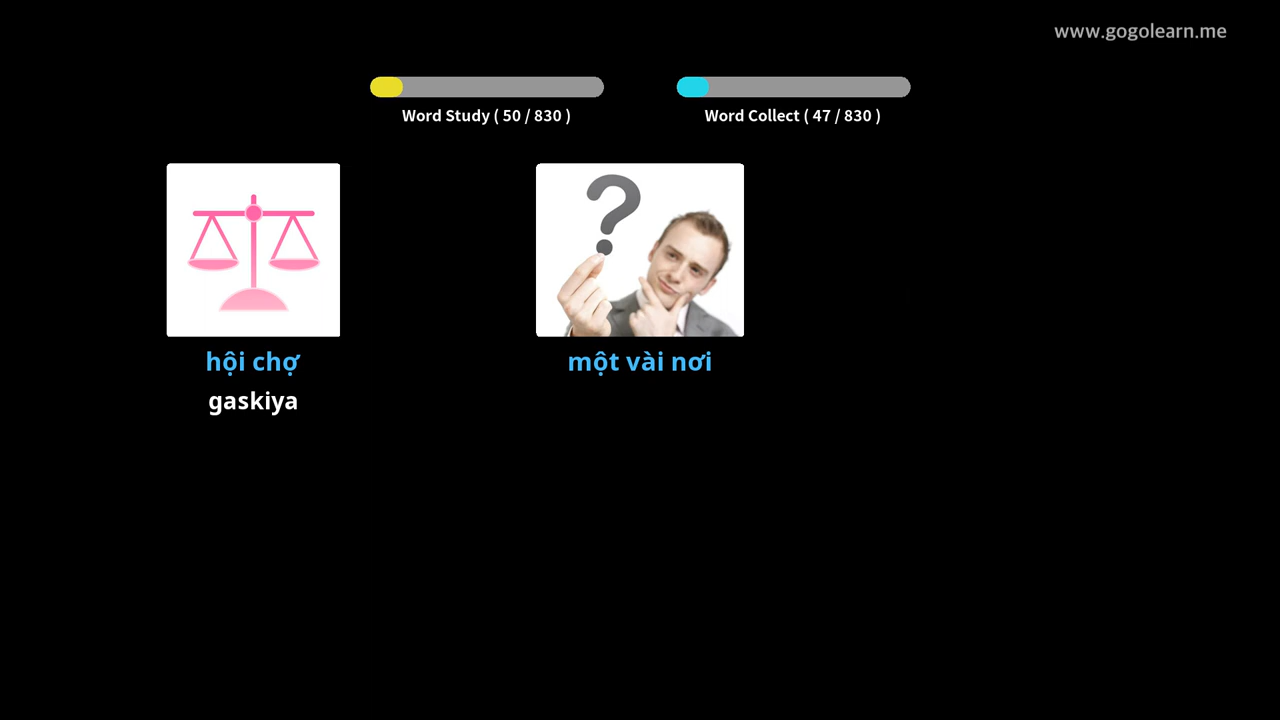 www.gogolearn.me
Word Study ( 50 / 830 )
Word Collect ( 47 / 830 )
?
hội chợ
gaskiya
một vài nơi